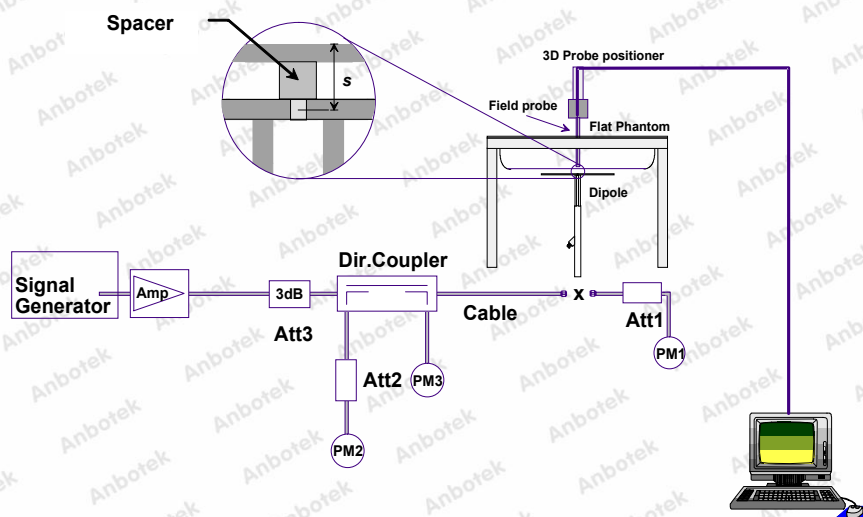 Spacer
s
3D Probe positioner
Field probe
Flat Phantom
Dipole
Signal
Generator
Amp
3dB
Att3
Dir.Coupler
Cable
x
Att1
PM1
Att2
PM3
PM2
Anbotek